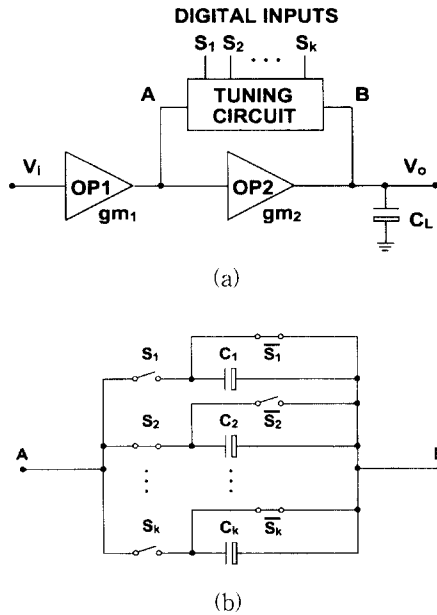 DIGITAL INPUTS
S1 S2 ··· Sk
A
TUNING CIRCUIT
B
Vi
OP1
gm1
OP2
gm2
Vo
CL
(a)
S1
C1
S̅1
S2
C2
S̅2
A
Sk
Ck
S̅k
(b)